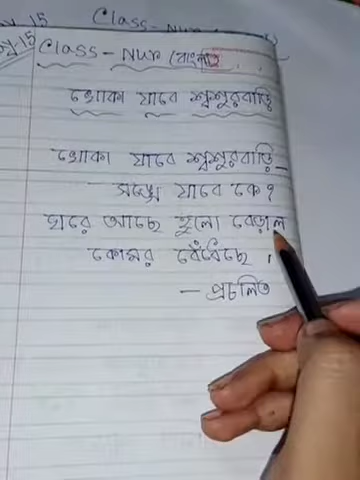 Class - Nur (বাংলা)
খোকা যাবে শ্বশুরবাড়ি
খোকা যাবে শ্বশুরবাড়ি
সঙ্গে যাবে কে?
ঘরে আছে হুলো বেড়াল
কোমর বেঁধেছে।
- প্রচলিত